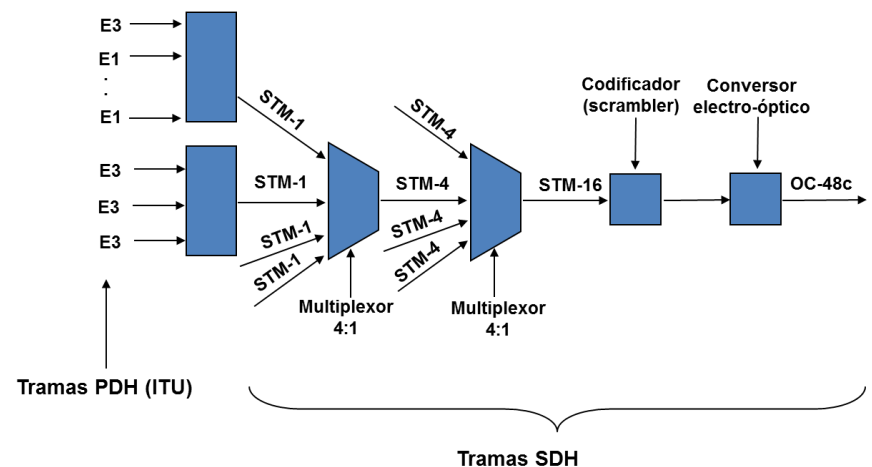 E3
E1
.
.
E1
E3
E3
E3
STM-1
STM-1
STM-1
STM-1
Multiplexor
4:1
STM-4
STM-4
STM-4
STM-4
Multiplexor
4:1
STM-16
Codificador
(scrambler)
Conversor
electro-óptico
OC-48c
Tramas PDH (ITU)
Tramas SDH